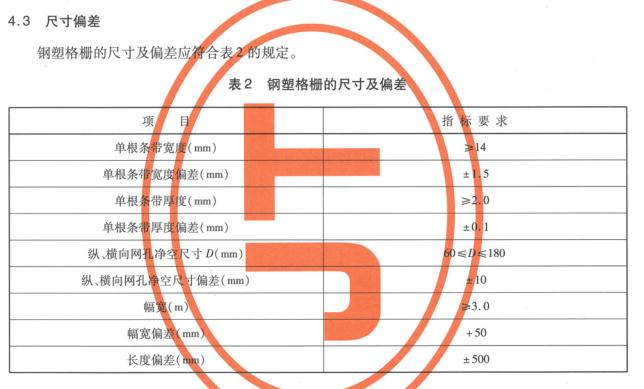 4.3 尺寸偏差
钢塑格栅的尺寸及偏差应符合表2的规定。
表2 钢塑格栅的尺寸及偏差
项 目 指标要求
单根条带宽度(mm) ≥14
单根条带宽度偏差(mm) ±1.5
单根条带厚度(mm) ≥2.0
单根条带厚度偏差(mm) ±0.1
纵、横向网孔净空尺寸D(mm) 60≤D≤180
纵、横向网孔净空尺寸偏差(mm) ±10
幅宽(m) ≥3.0
幅宽偏差(mm) +50
长度偏差(mm) ±500